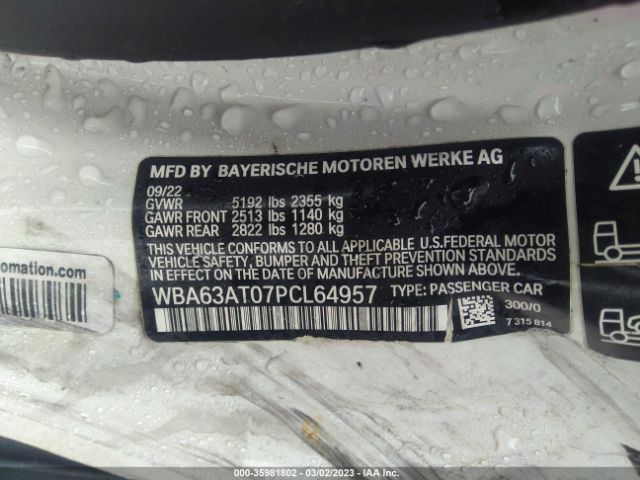 MFD BY BAYERISCHE MOTOREN WERKE AG
09/22
GVWR 5192 lbs 2355 kg
GAWR FRONT 2513 lbs 1140 kg
GAWR REAR 2822 lbs 1280 kg
THIS VEHICLE CONFORMS TO ALL APPLICABLE U.S.FEDERAL MOTOR
VEHICLE SAFETY, BUMPER AND THEFT PREVENTION STANDARDS
IN EFFECT ON THE DATE OF MANUFACTURE SHOWN ABOVE.
WBA63AT07PCL64957 TYPE: PASSENGER CAR
300/0
7 315 814
omation.com
000-35981802 - 03/02/2023 - IAA Inc.